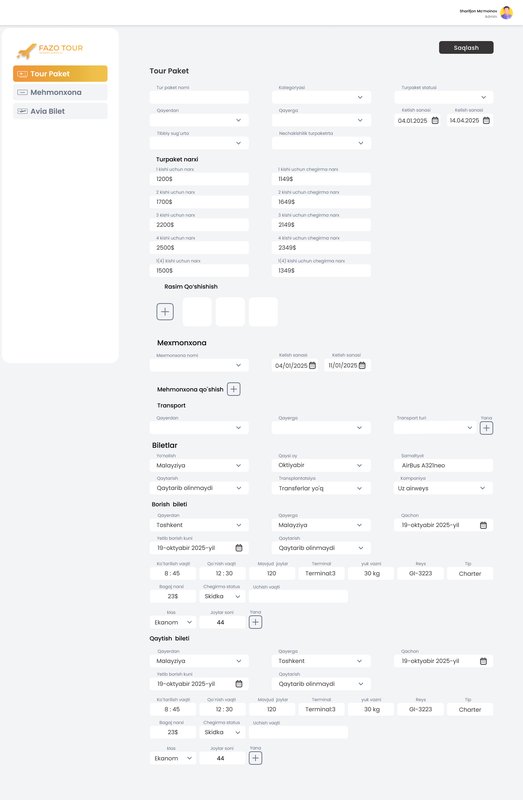 Sharifjan Ma'murov
Admin
FAZO TOUR
Saqlash
Tour Paket
Mehmonxona
Avia Bilet
Tour Paket
Tur paket nomi
Kategoriyasi
Turpaket statusi
Qayerdan
Qayerga
Ketish sanasi
Kelish sanasi
04.01.2025
14.04.2025
Tibbiy sug'urta
Nechakishilik turpaketta
Turpaket narxi
1 kishi uchun narx
1 kishi uchun chegirma narx
1200$
1149$
2 kishi uchun narx
2 kishi uchun chegirma narx
1700$
1649$
3 kishi uchun narx
3 kishi uchun chegirma narx
2200$
2149$
4 kishi uchun narx
4 kishi uchun chegirma narx
2500$
2349$
1(4) kishi uchun narx
1(4) kishi uchun chegirma narx
1500$
1349$
Rasim Qo'shishish
Mexmonxona
Mexmonxona nomi
Kelish sanasi
Ketish sanasi
04/01/2025
11/01/2025
Mehmonxona qo'shish
Transport
Qayerdan
Qayerga
Transport turi
Yana
Biletlar
Yo'nalish
Qaysi oy
Samaliyot
Malayziya
Oktiyabir
AirBus A321neo
Qaytarish
Transplantatsiya
Kompaniya
Qaytarib olinmaydi
Transferlar yo'q
Uz airweys
Borish bileti
Qayerdan
Qayerga
Qachon
Toshkent
Malayziya
19-oktyabir 2025-yil
Yetib borish kuni
Qaytarish
19-oktyabir 2025-yil
Qaytarib olinmaydi
Ko'tarilish vaqti
Qo'nish vaqti
Mavjud joylar
Terminal
yuk vazni
Reys
Tip
8 : 45
12 : 30
120
Terminal:3
30 kg
GI-3223
Charter
Bagaj narxi
Chegirma status
Uchish vaqti
23$
Skidka
klas
Joylar soni
Yana
Ekanom
44
Qaytish bileti
Qayerdan
Qayerga
Qachon
Malayziya
Toshkent
19-oktyabir 2025-yil
Yetib borish kuni
Qaytarish
19-oktyabir 2025-yil
Qaytarib olinmaydi
Ko'tarilish vaqti
Qo'nish vaqti
Mavjud joylar
Terminal
yuk vazni
Reys
Tip
8 : 45
12 : 30
120
Terminal:3
30 kg
GI-3223
Charter
Bagaj narxi
Chegirma status
Uchish vaqti
23$
Skidka
klas
Joylar soni
Yana
Ekanom
44